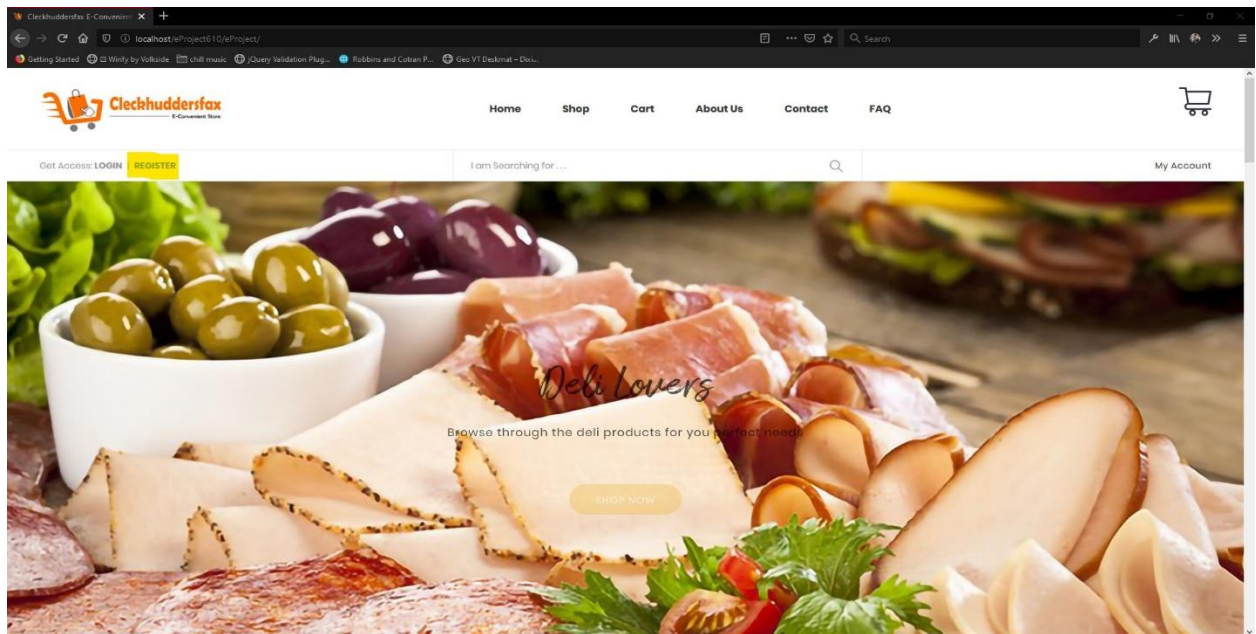 Cleckhuddersfax E-Convenien
localhost/eProject610/eProject/
Search
Getting Started
Winfy by Volkside
chill music
jQuery Validation Plug...
Robbins and Cotran P...
Geo VT Deskmat – Dixi...
Cleckhuddersfax
E-Convenient Store
Home Shop Cart About Us Contact FAQ
Get Access: LOGIN | REGISTER
I am Searching for . . .
My Account
Deli Lovers
Browse through the deli products for you perfect needs
SHOP NOW